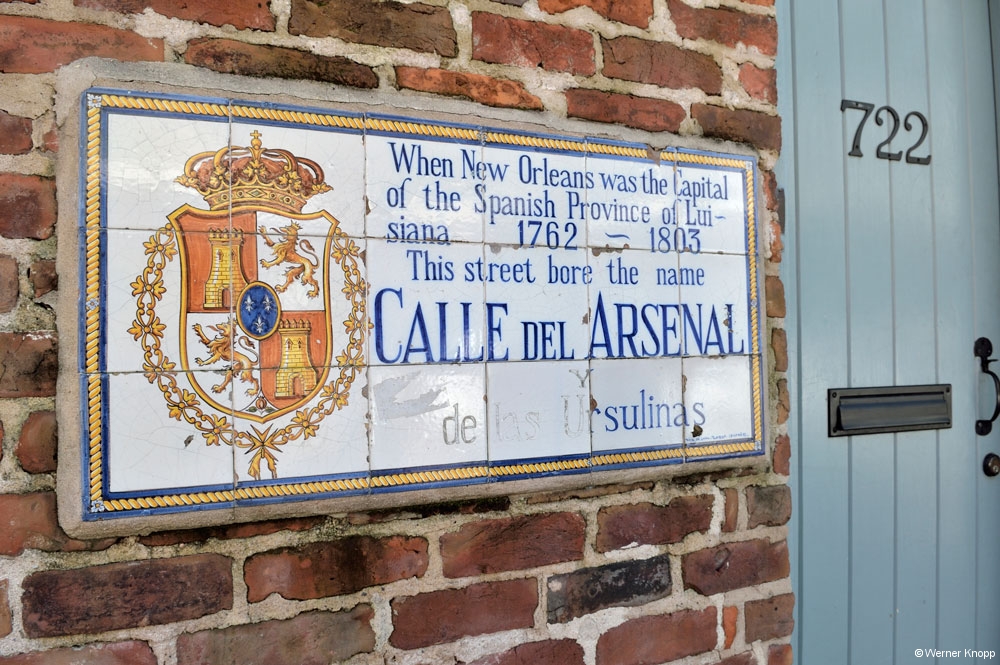 When New Orleans was the Capital
of the Spanish Province of Lui-
siana 1762 ~ 1803
This street bore the name
CALLE DEL ARSENAL
Y
de las Ursulinas
722
©Werner Knopp